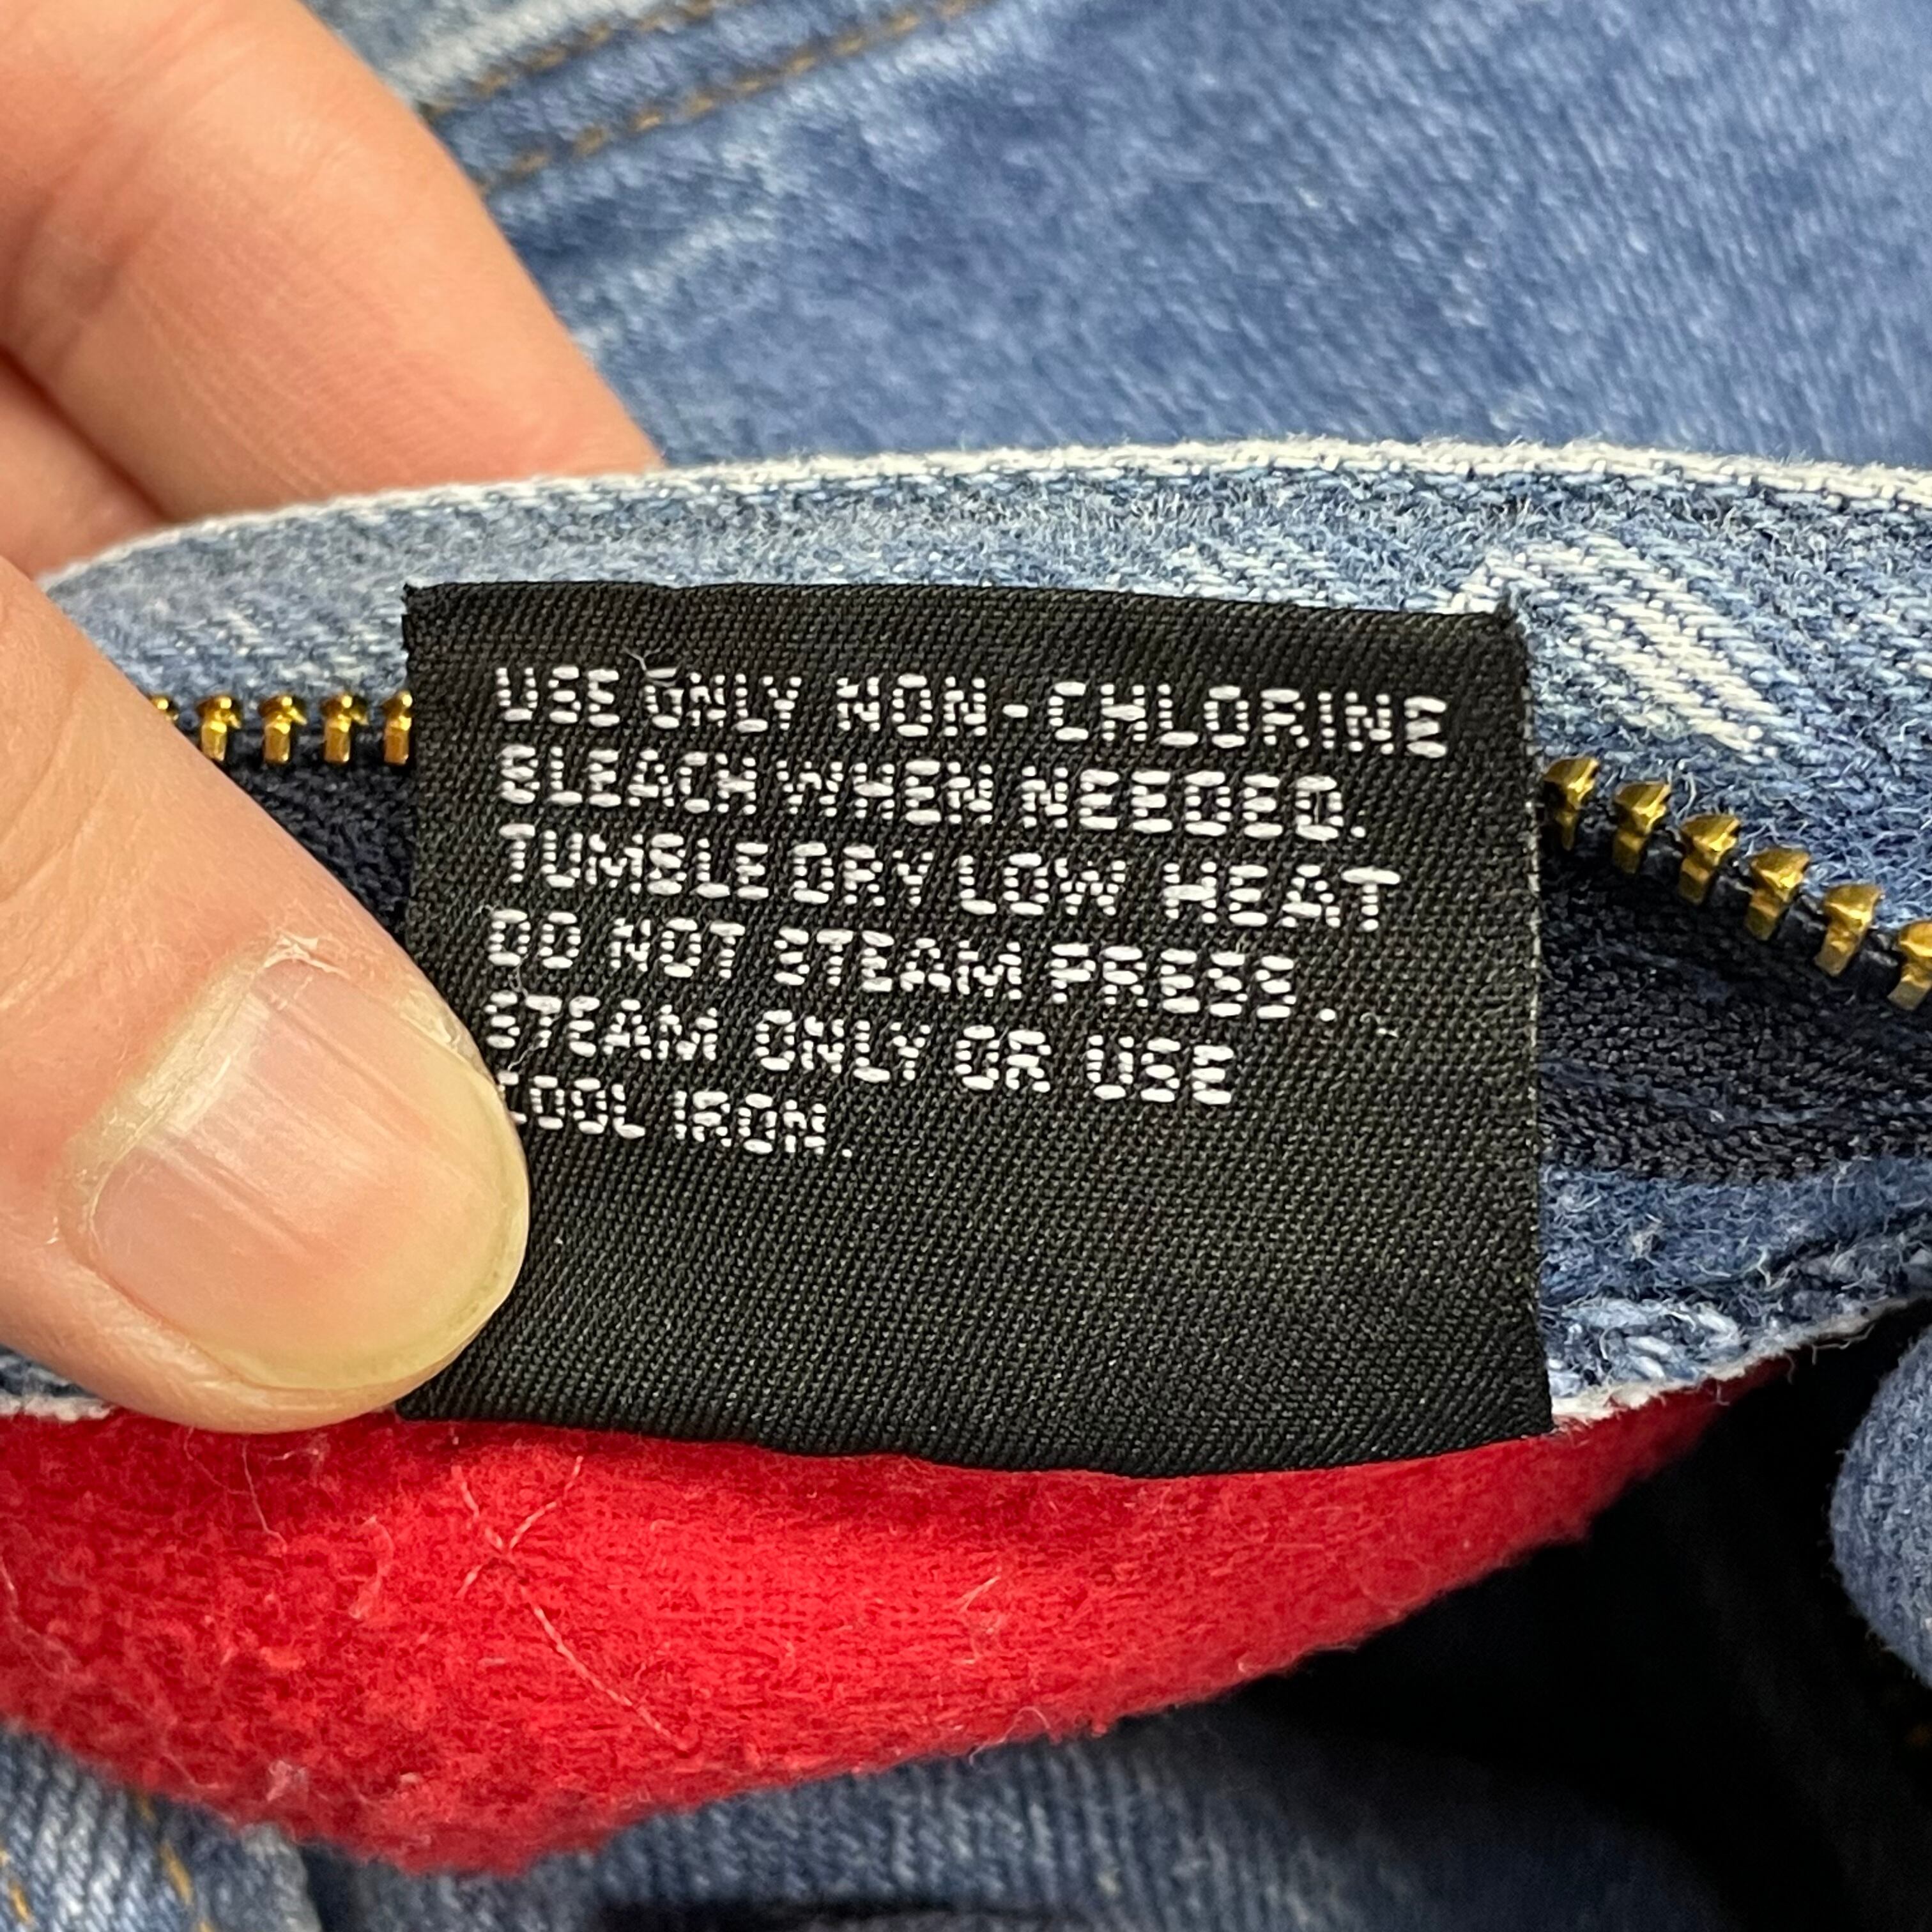 USE ONLY NON-CHLORINE
BLEACH WHEN NEEDED.
TUMBLE DRY LOW HEAT
DO NOT STEAM PRESS.
STEAM ONLY OR USE
COOL IRON.